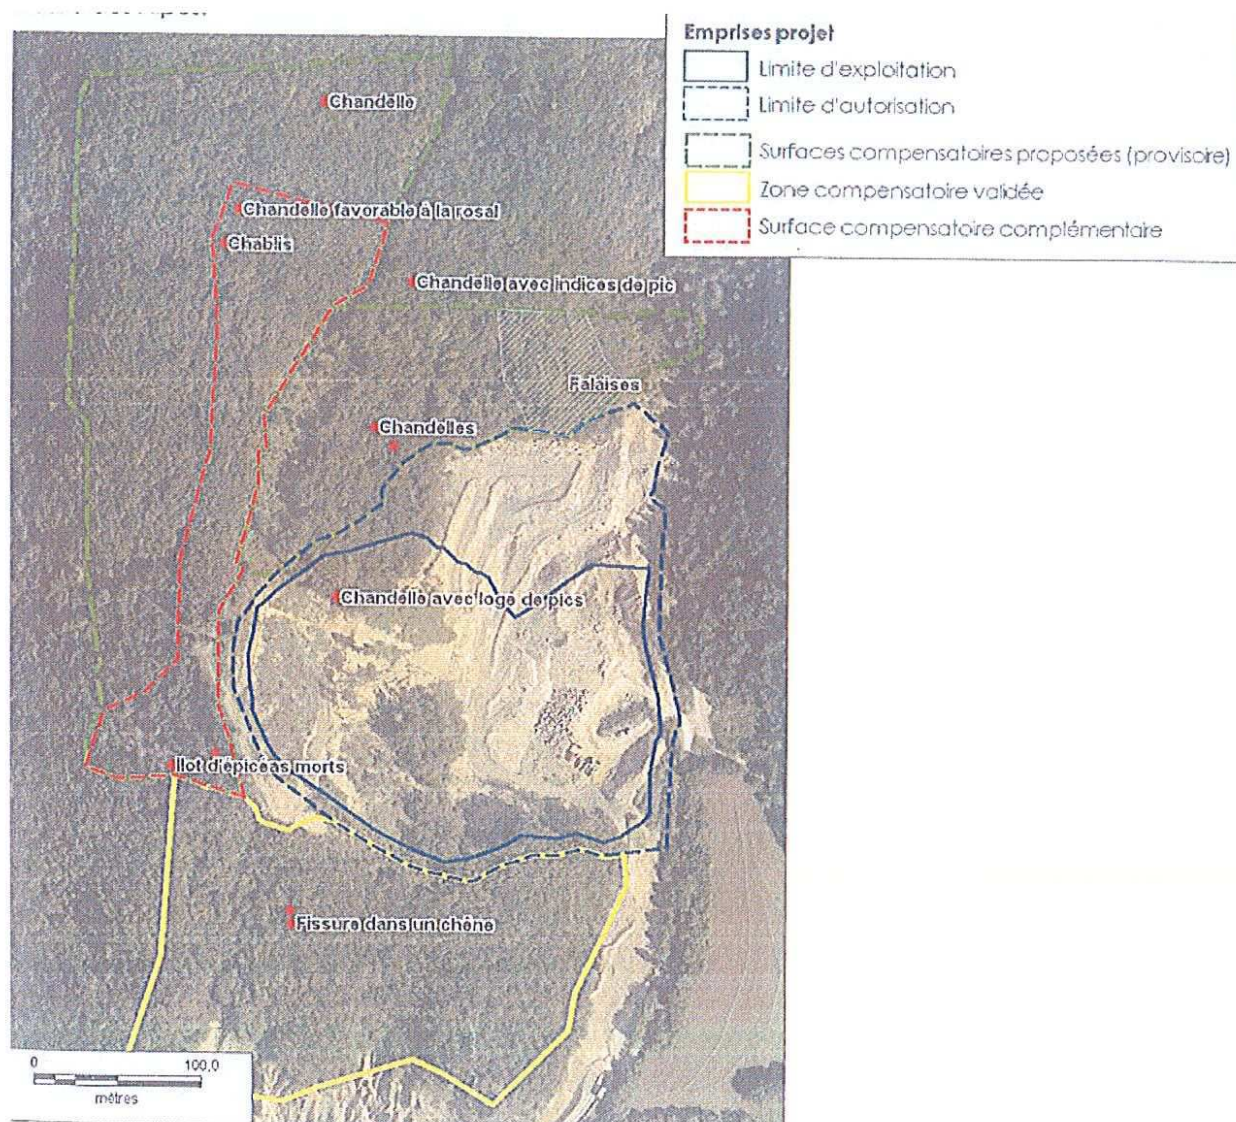 Emprises projet
Limite d'exploitation
Limite d'autorisation
Surfaces compensatoires proposées (provisoire)
Zone compensatoire validée
Surface compensatoire complémentaire
Chandelle
Chandelle favorable à la rosal
Chablis
Chandelle avec indices de pic
Falaises
Chandelles
Chandelle avec loge de pics
Ilot d'épicéas morts
Fissure dans un chêne
0 100,0
mètres